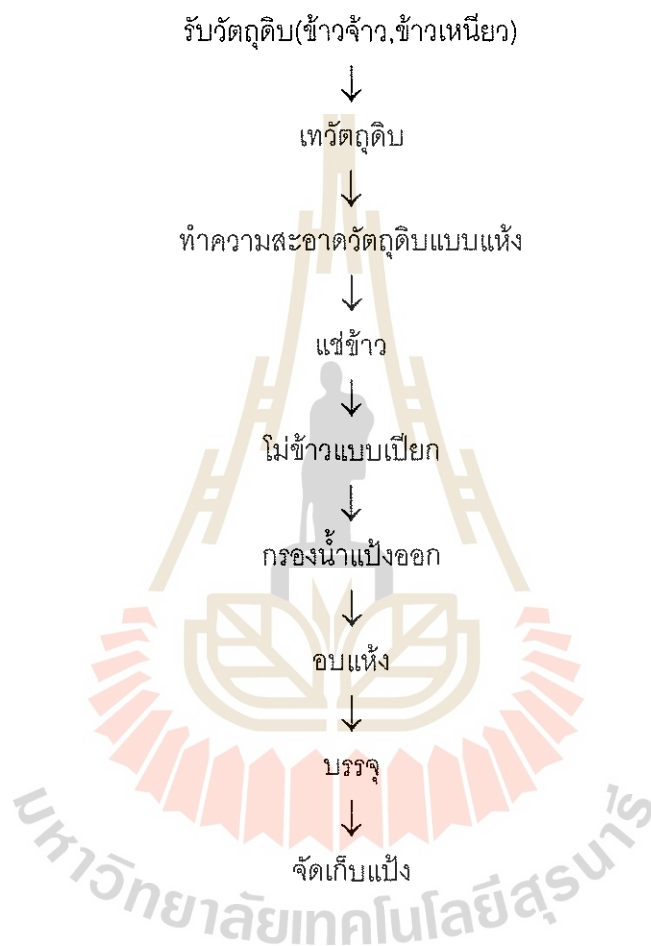 รับวัตถุดิบ(ข้าวจ้าว,ข้าวเหนียว)
เทวัตถุดิบ
ทำความสะอาดวัตถุดิบแบบแห้ง
แช่ข้าว
โม่ข้าวแบบเปียก
กรองน้ำแป้งออก
อบแห้ง
บรรจุ
จัดเก็บแป้ง
มหาวิทยาลัยเทคโนโลยีสุรนารี